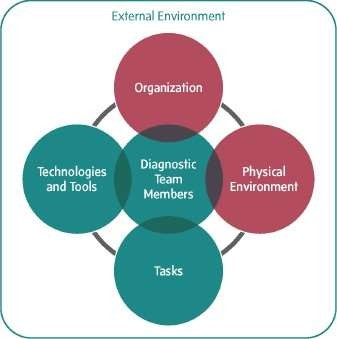 External Environment
Organization
Technologies
and Tools
Diagnostic
Team
Members
Physical
Environment
Tasks